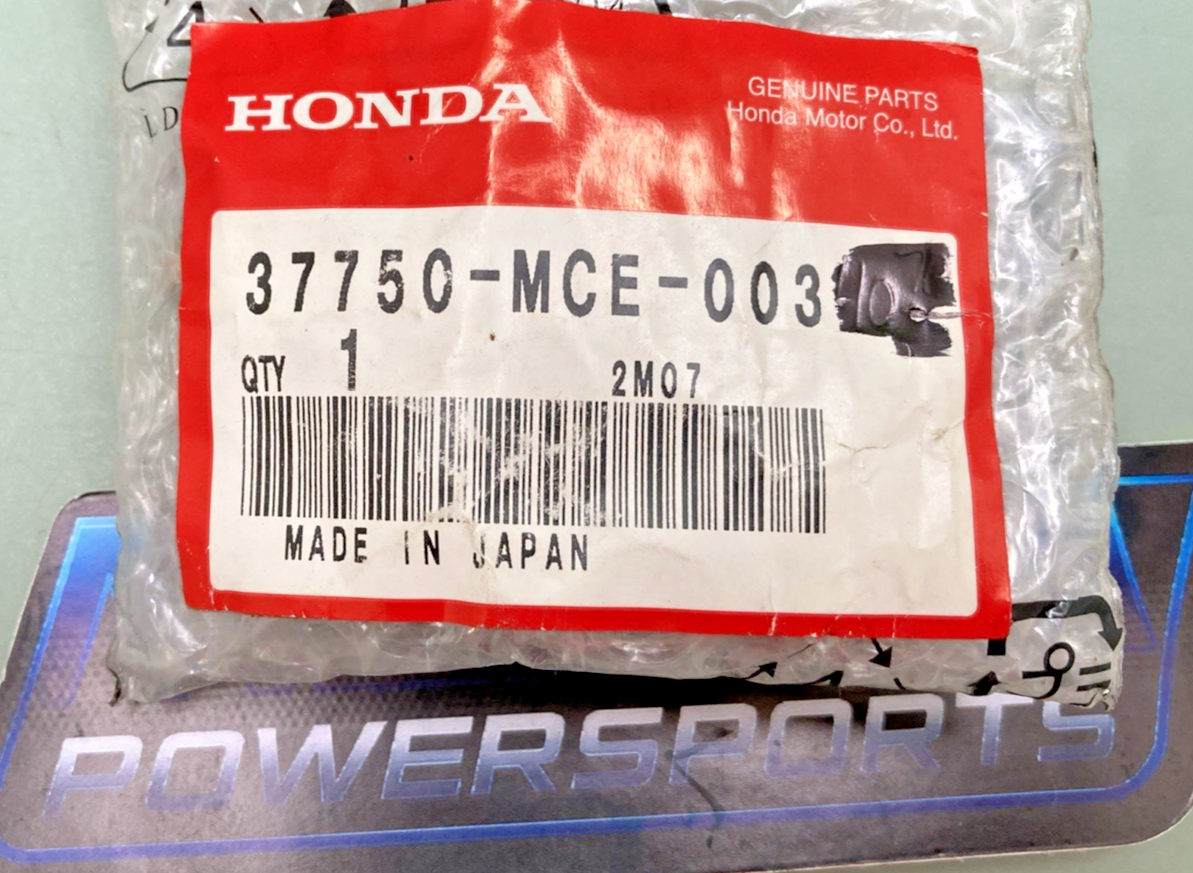 HONDA
GENUINE PARTS
Honda Motor Co., Ltd.
37750-MCE-003
QTY 1 2M07
MADE IN JAPAN
POWERSPORTS